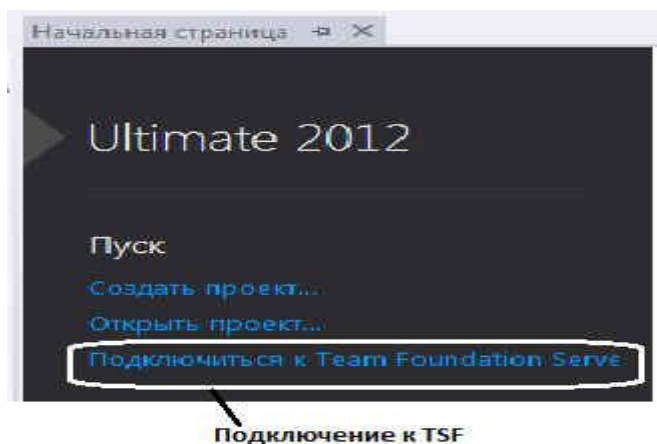 Начальная страница
Ultimate 2012
Пуск
Создать проект...
Открыть проект...
Подключиться к Team Foundation Serve
Подключение к TSF